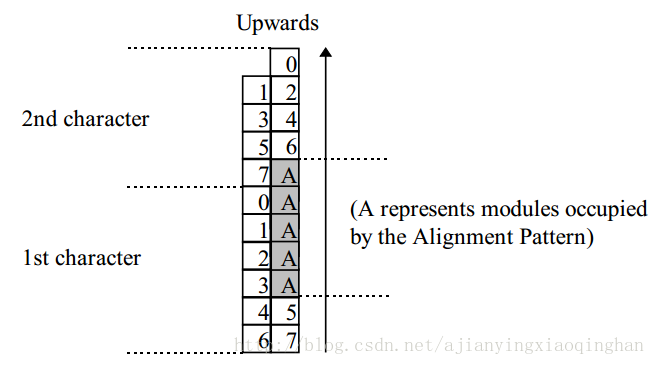 Upwards
0
1 2
2nd character
3 4
5 6
7 A
0 A
(A represents modules occupied
1 A
by the Alignment Pattern)
1st character
2 A
3 A
4 5
6 7
http://blog.csdn.net/ajianyingxiaoqinghan